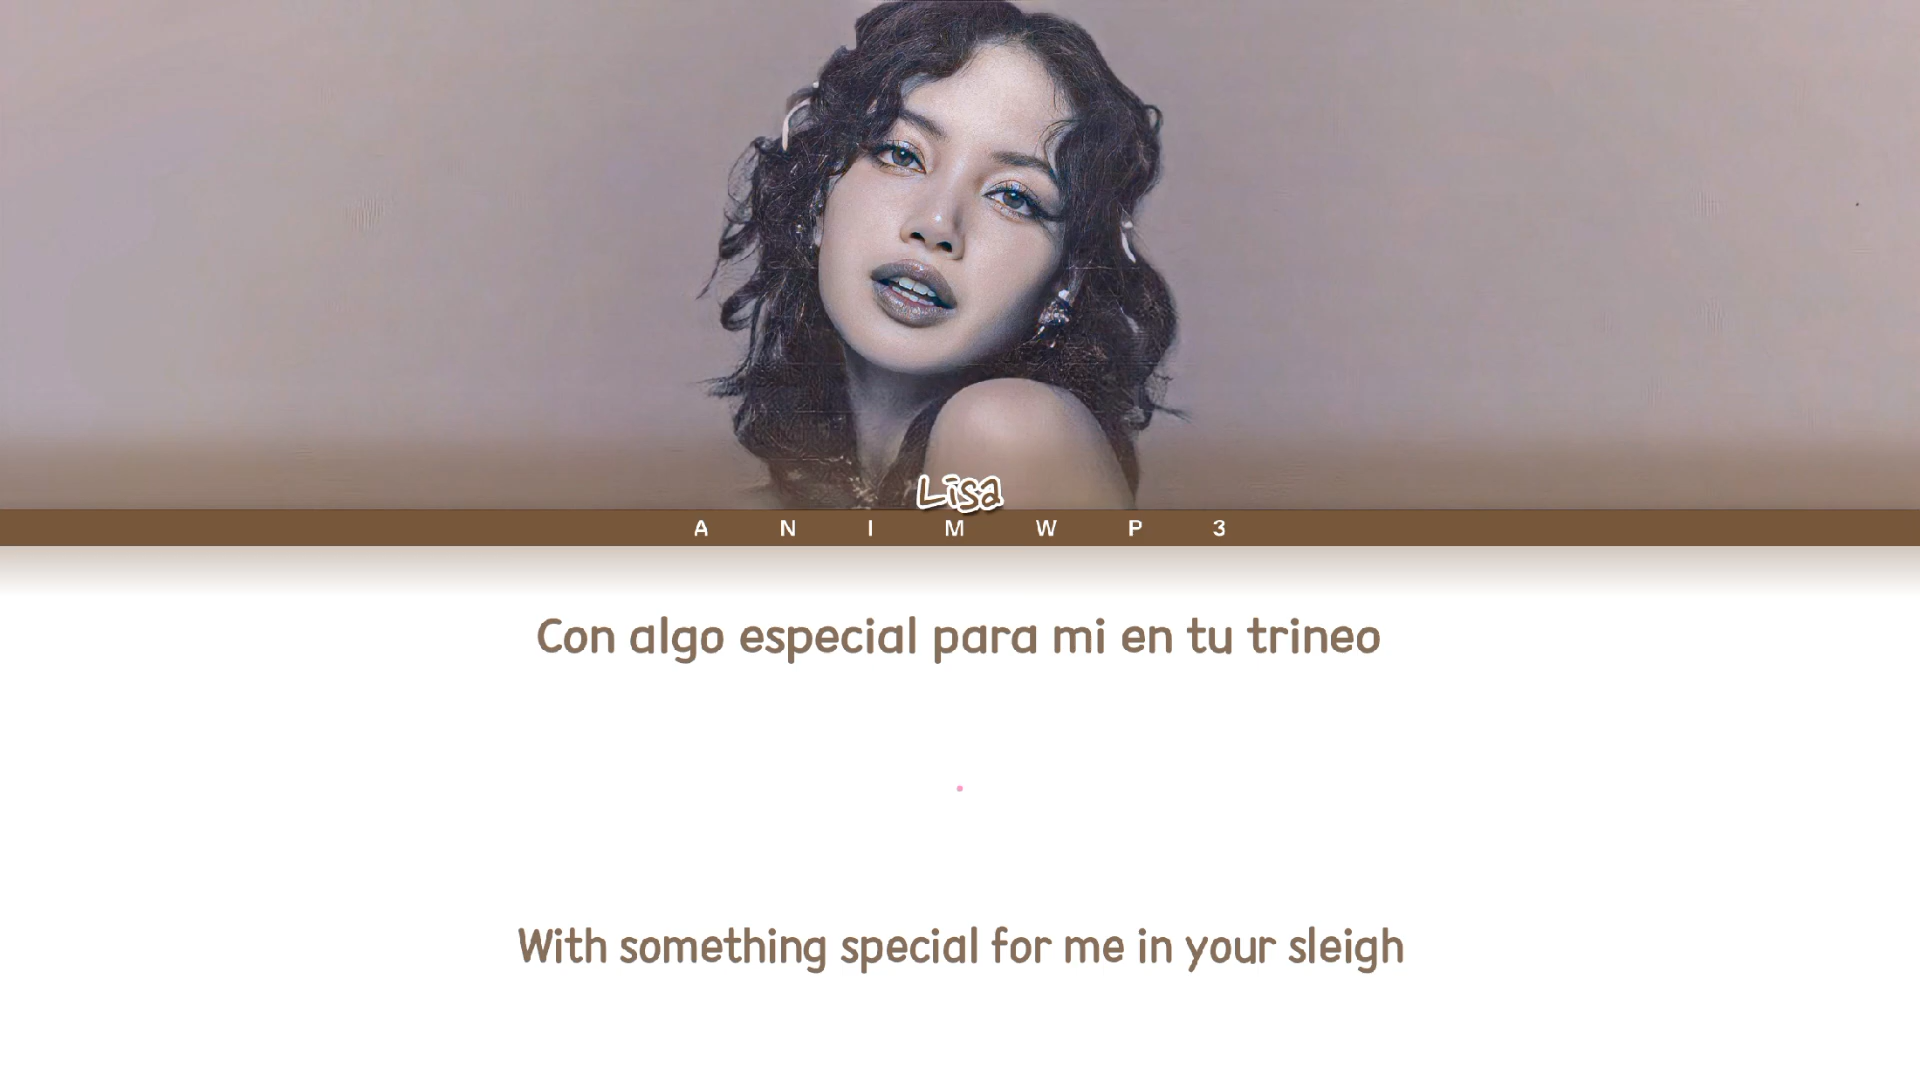 Lisa
A N I M W P 3
Con algo especial para mi en tu trineo
With something special for me in your sleigh